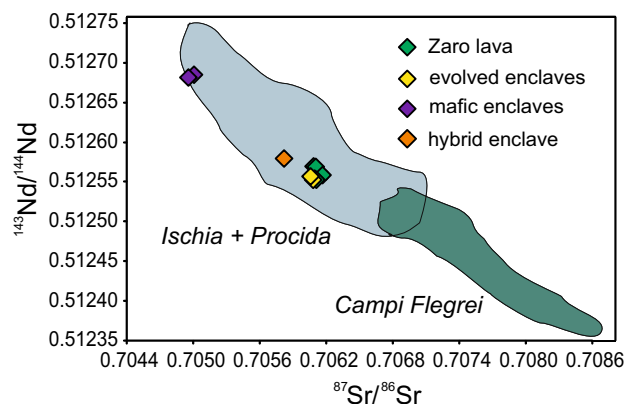 0.51275
0.51270
0.51265
0.51260
0.51255
0.51250
0.51245
0.51240
0.51235
143Nd/144Nd
Zaro lava
evolved enclaves
mafic enclaves
hybrid enclave
Ischia + Procida
Campi Flegrei
0.7044 0.7050 0.7056 0.7062 0.7068 0.7074 0.7080 0.7086
87Sr/86Sr